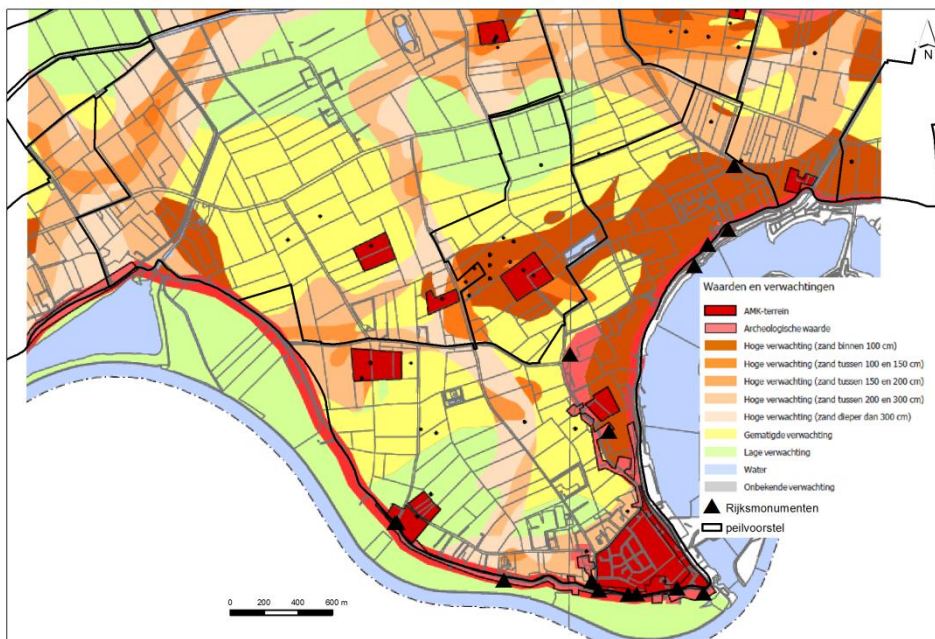 N
Waarden en verwachtingen
AMK-terrein
Archeologische waarde
Hoge verwachting (zand binnen 100 cm)
Hoge verwachting (zand tussen 100 en 150 cm)
Hoge verwachting (zand tussen 150 en 200 cm)
Hoge verwachting (zand tussen 200 en 300 cm)
Hoge verwachting (zand dieper dan 300 cm)
Gematigde verwachting
Lage verwachting
Water
Onbekende verwachting
Rijksmonumenten
peilvoorstel
0 200 400 600 m